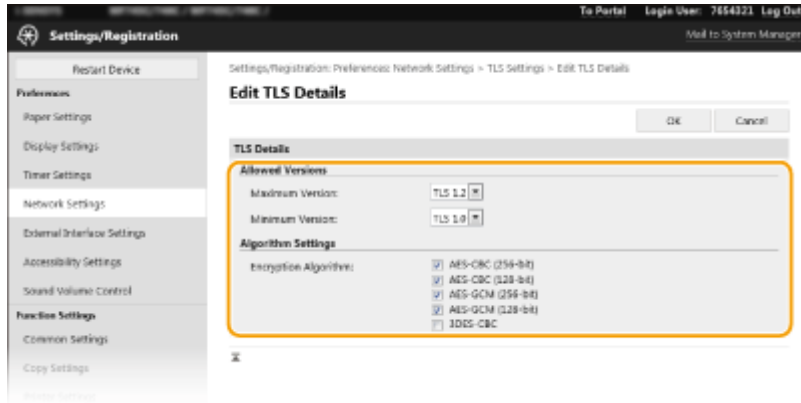 To Portal Login User: 7654321 Log Out
Settings/Registration
Mail to System Manager
Restart Device
Preferences
Paper Settings
Display Settings
Timer Settings
Network Settings
External Interface Settings
Accessibility Settings
Sound Volume Control
Function Settings
Common Settings
Copy Settings
Settings/Registration: Preferences: Network Settings > TLS Settings > Edit TLS Details
Edit TLS Details
OK Cancel
TLS Details
Allowed Versions
Maximum Version: TLS 1.2
Minimum Version: TLS 1.0
Algorithm Settings
Encryption Algorithm: AES-CBC (256-bit)
AES-CBC (128-bit)
AES-GCM (256-bit)
AES-GCM (128-bit)
3DES-CBC